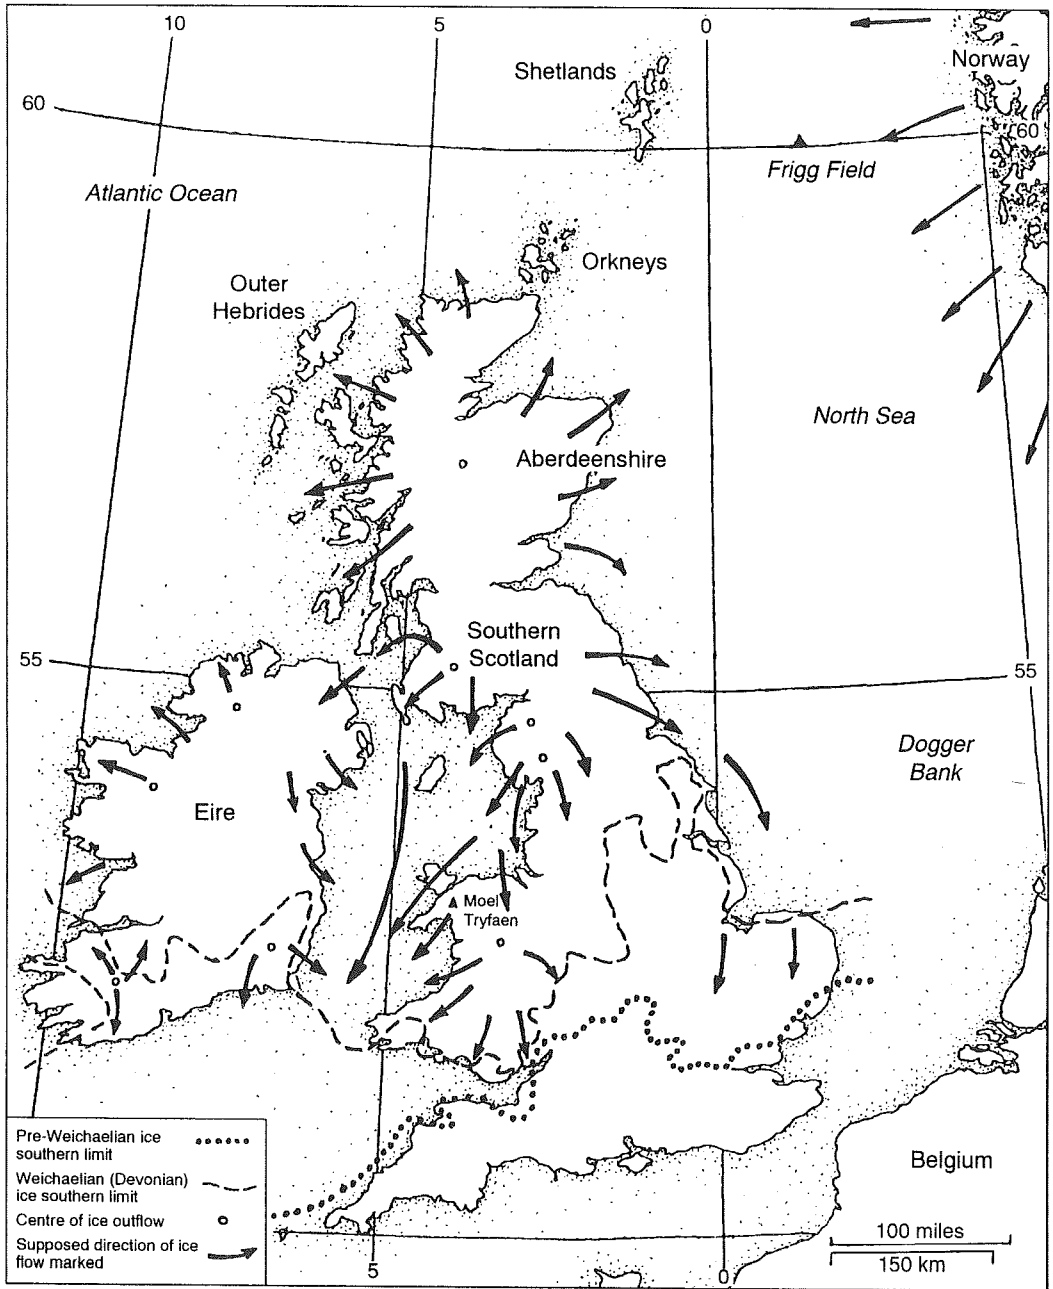 10
5
0
Shetlands
Norway
60
60
Frigg Field
Atlantic Ocean
Orkneys
Outer
Hebrides
North Sea
Aberdeenshire
Southern
Scotland
55
55
Dogger
Bank
Eire
Moel
Tryfaen
Pre-Weichaelian ice
southern limit
Weichaelian (Devonian)
ice southern limit
Centre of ice outflow
Supposed direction of ice
flow marked
Belgium
100 miles
150 km
5
0